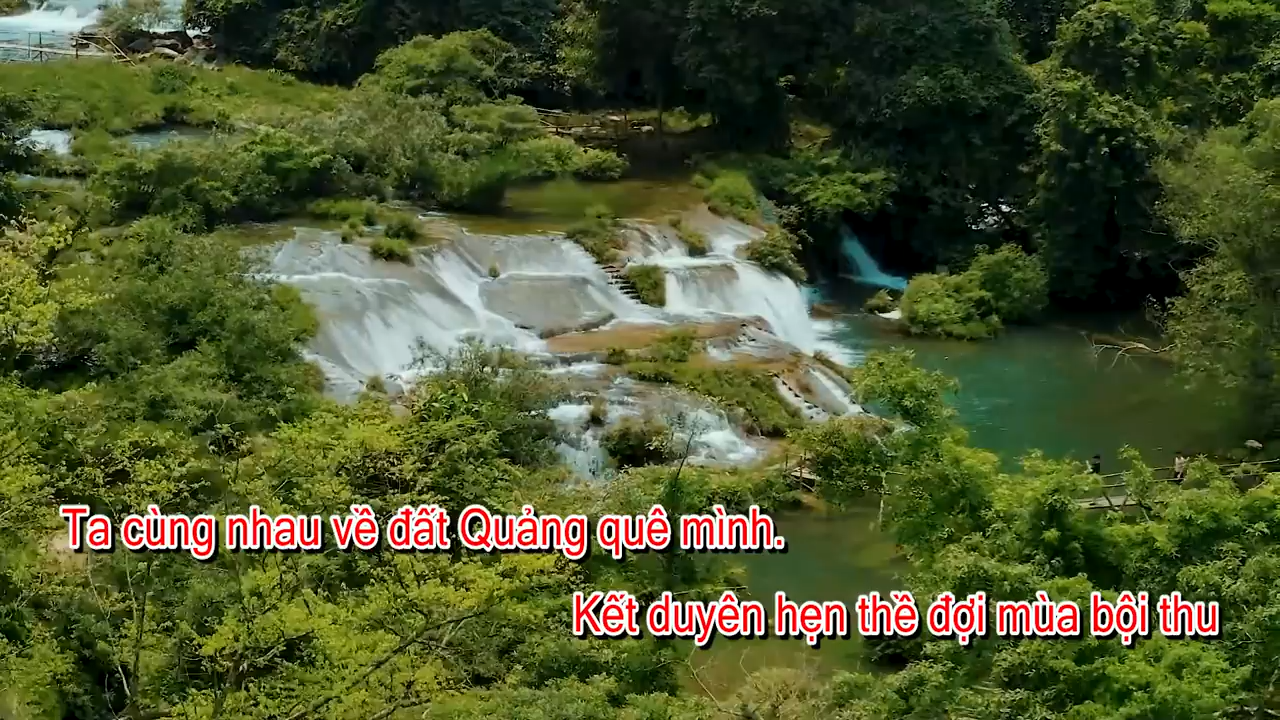 Ta cùng nhau về đất Quảng quê mình.
Kết duyên hẹn thề đợi mùa bội thu